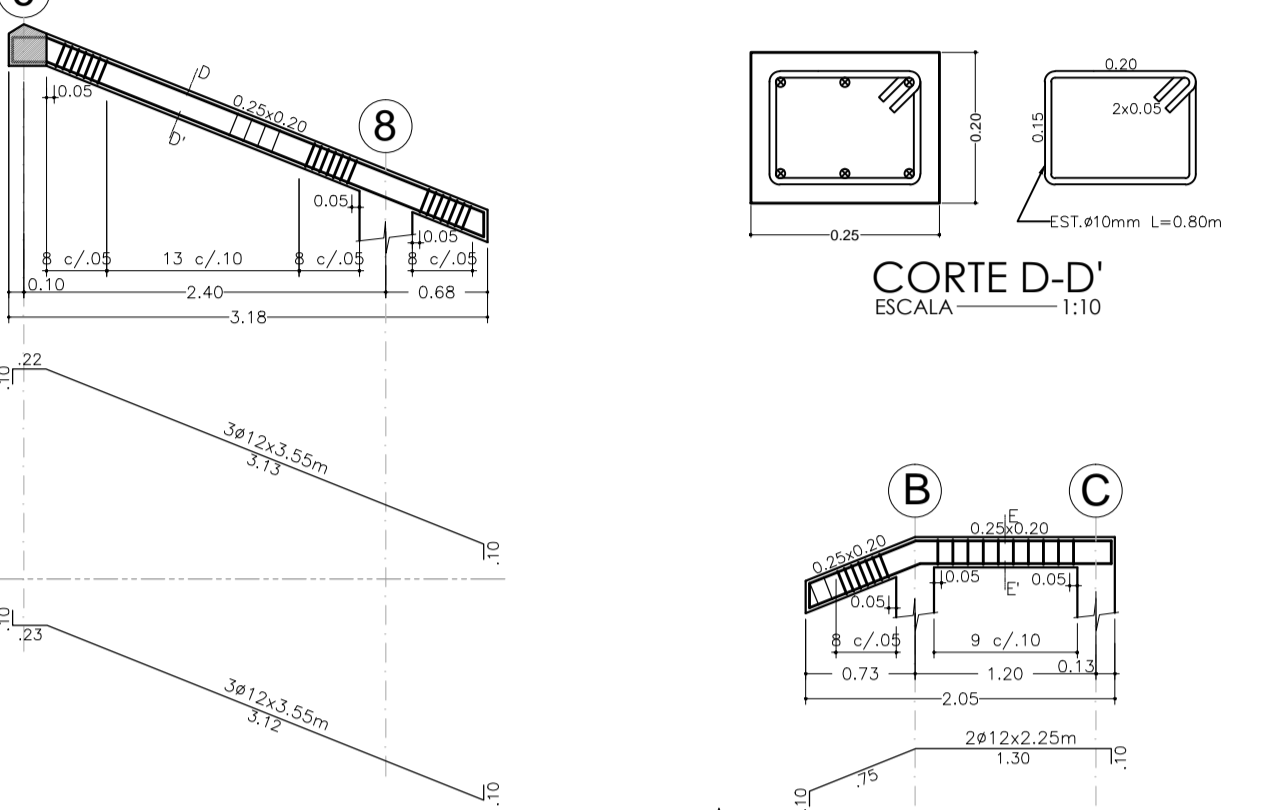 D
0.05
0.25x0.20
D'
8
0.05
0.05
8 c/.05
13 c/.10
8 c/.05
8 c/.05
0.10
2.40
0.68
3.18
.22
.10
3ø12x3.55m
3.13
.10
.10
.23
3ø12x3.55m
3.12
.10
0.20
0.25
0.20
0.15
2x0.05
EST.ø10mm L=0.80m
CORTE D-D'
ESCALA 1:10
B
C
E
0.25x0.20
0.25x0.20
0.05
0.05
0.05
E'
8 c/.05
9 c/.10
0.73
1.20
0.13
2.05
2ø12x2.25m
1.30
.10
.75
.10